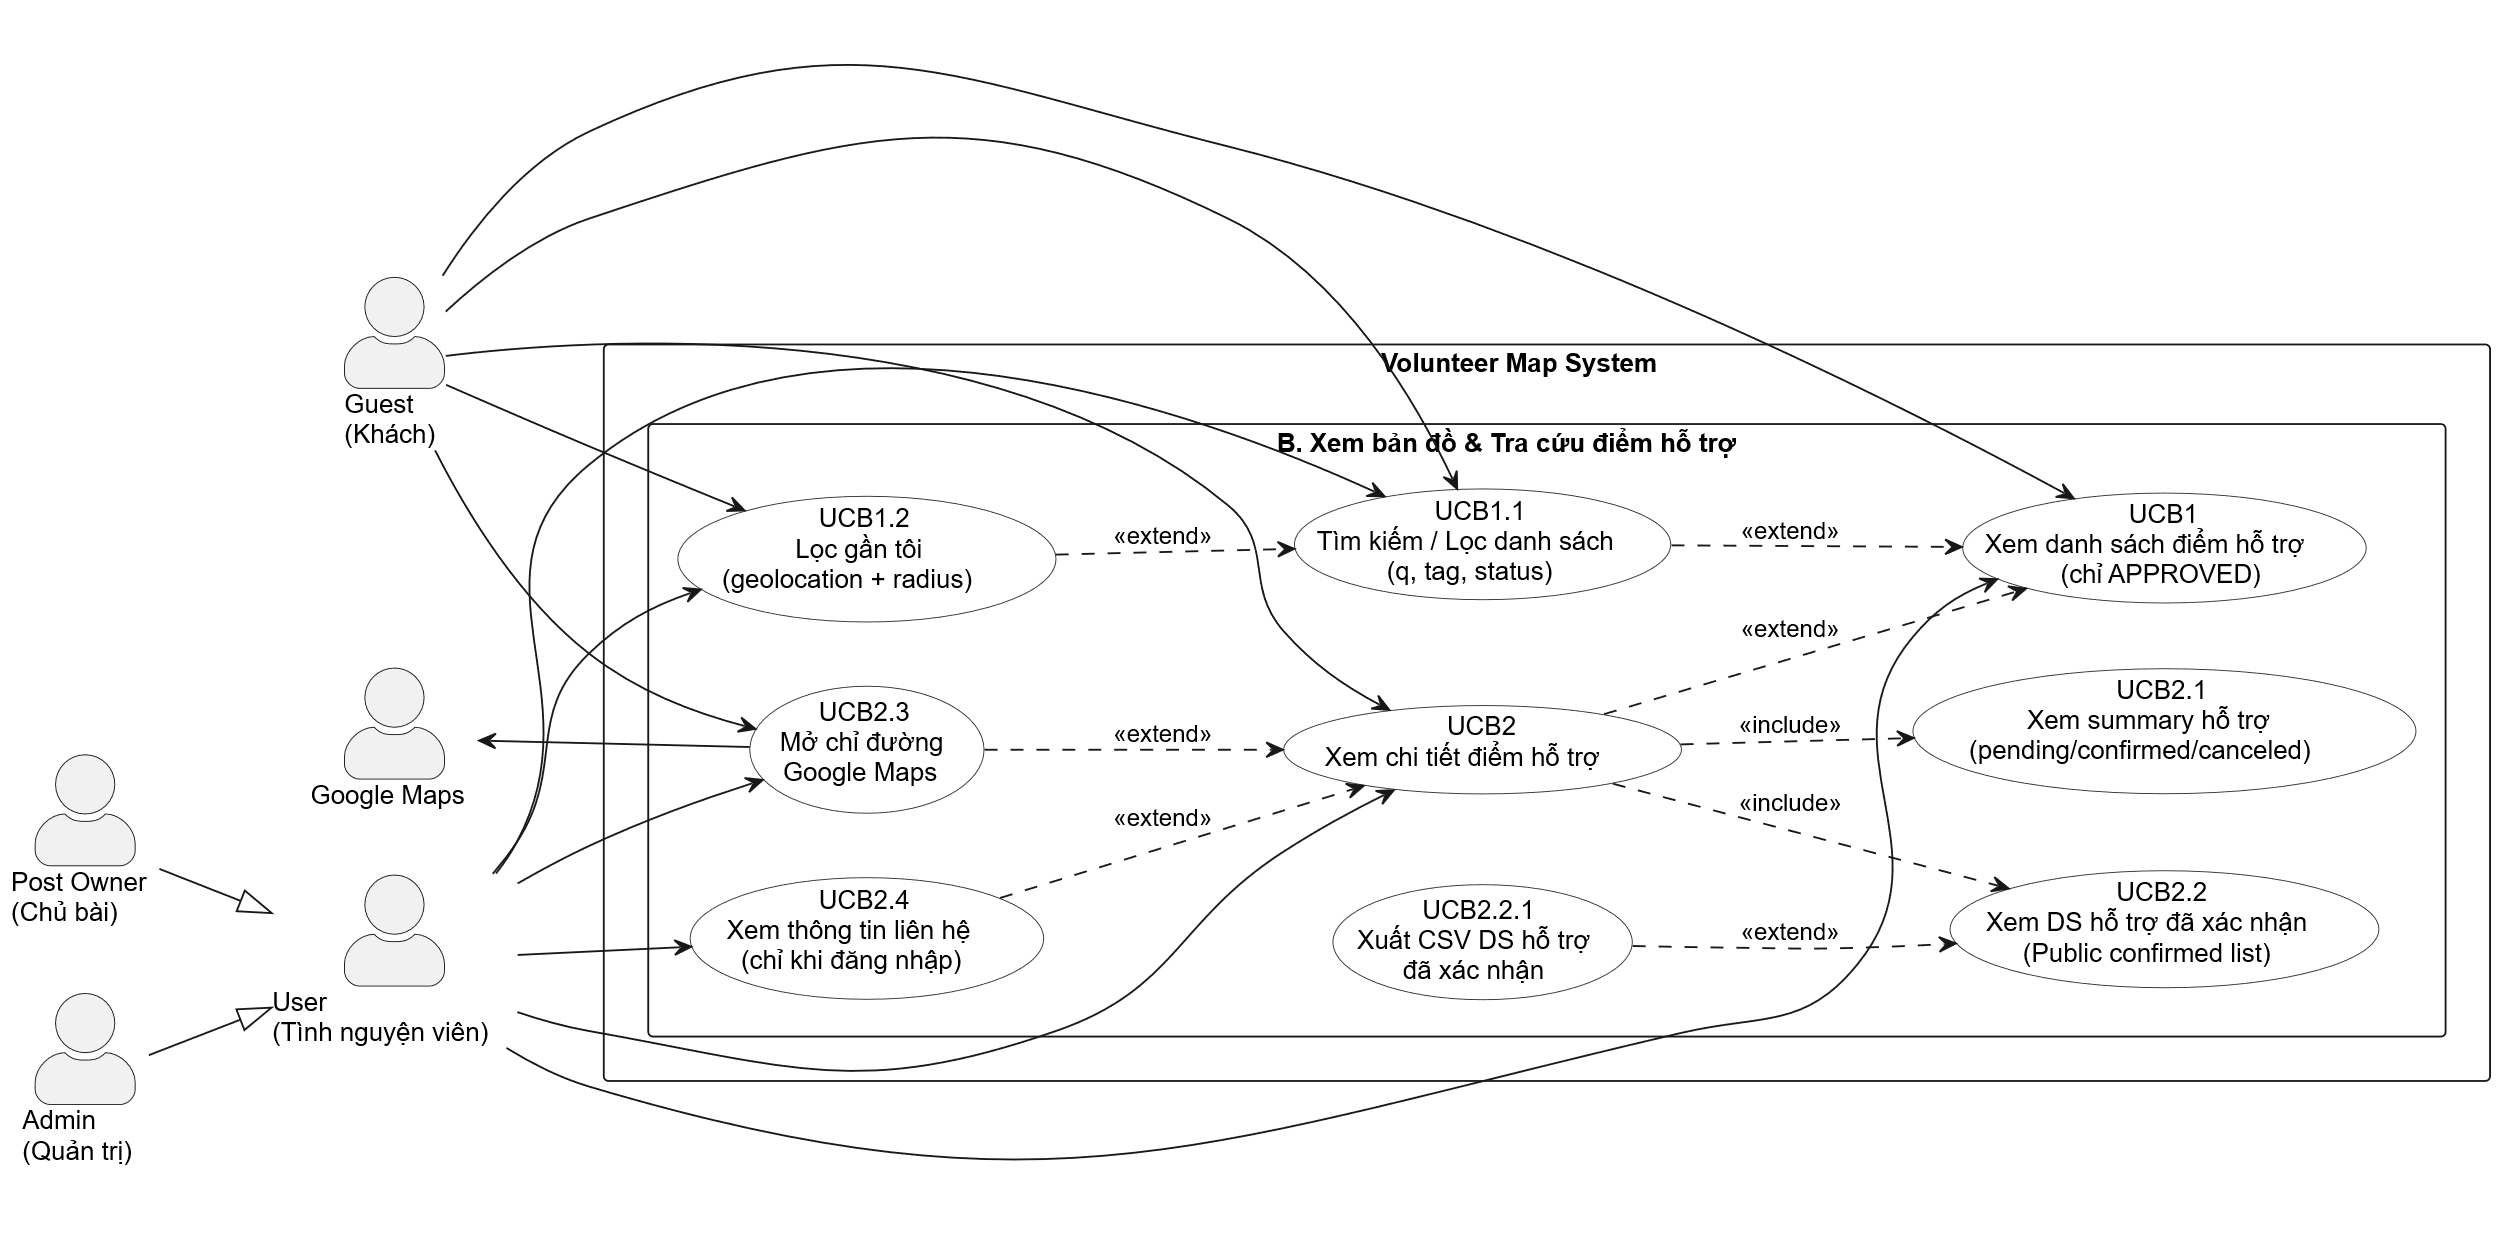 Volunteer Map System
B. Xem bản đồ & Tra cứu điểm hỗ trợ
Guest
(Khách)
Google Maps
Post Owner
(Chủ bài)
User
(Tình nguyện viên)
Admin
(Quản trị)
UCB1.2
Lọc gần tôi
(geolocation + radius)
«extend»
UCB1.1
Tìm kiếm / Lọc danh sách
(q, tag, status)
«extend»
UCB1
Xem danh sách điểm hỗ trợ
(chỉ APPROVED)
«extend»
UCB2.3
Mở chỉ đường
Google Maps
«extend»
UCB2
Xem chi tiết điểm hỗ trợ
«include»
UCB2.1
Xem summary hỗ trợ
(pending/confirmed/canceled)
«extend»
«include»
UCB2.4
Xem thông tin liên hệ
(chỉ khi đăng nhập)
UCB2.2.1
Xuất CSV DS hỗ trợ
đã xác nhận
«extend»
UCB2.2
Xem DS hỗ trợ đã xác nhận
(Public confirmed list)